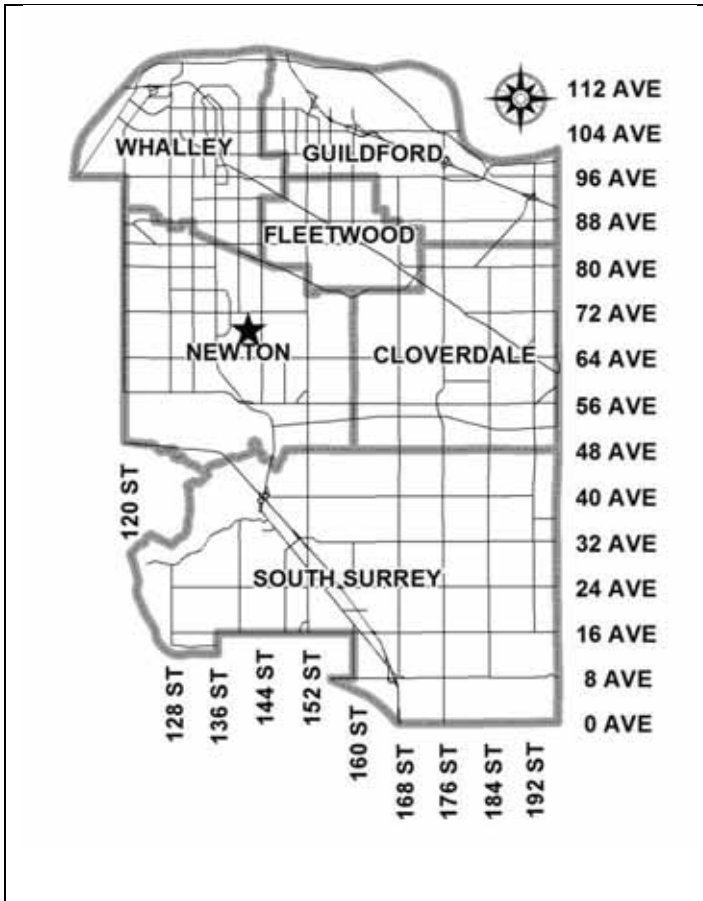 112 AVE
104 AVE
WHALLEY
GUILDFORD
96 AVE
88 AVE
FLEETWOOD
80 AVE
72 AVE
NEWTON
CLOVERDALE
64 AVE
56 AVE
48 AVE
120 ST
40 AVE
32 AVE
SOUTH SURREY
24 AVE
16 AVE
8 AVE
0 AVE
128 ST
136 ST
144 ST
152 ST
160 ST
168 ST
176 ST
184 ST
192 ST